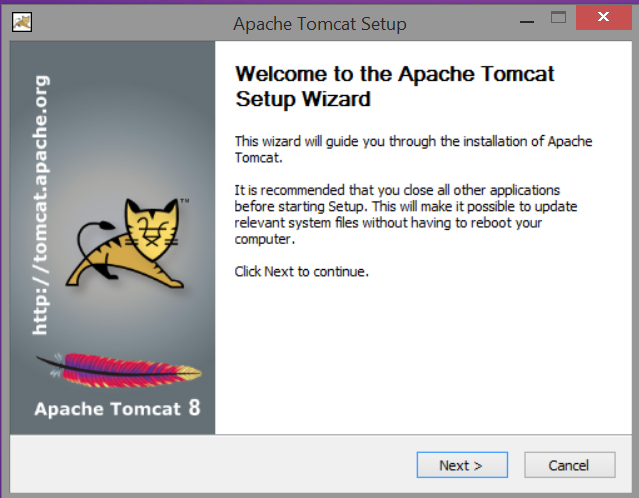 Apache Tomcat Setup
http://tomcat.apache.org
TM
Apache Tomcat 8
Welcome to the Apache Tomcat
Setup Wizard
This wizard will guide you through the installation of Apache
Tomcat.
It is recommended that you close all other applications
before starting Setup. This will make it possible to update
relevant system files without having to reboot your
computer.
Click Next to continue.
Next >
Cancel